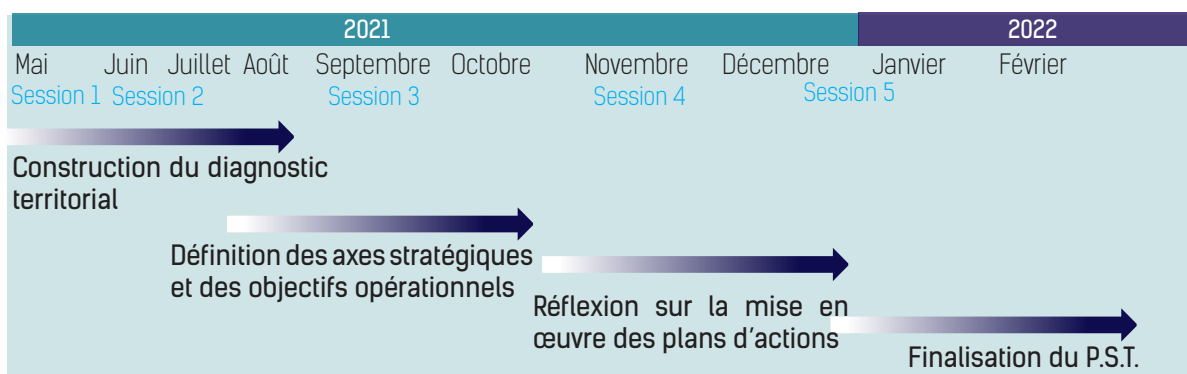 2021 2022
Mai Juin Juillet Août Septembre Octobre Novembre Décembre Janvier Février
Session 1 Session 2 Session 3 Session 4 Session 5
Construction du diagnostic
territorial
Définition des axes stratégiques
et des objectifs opérationnels
Réflexion sur la mise en
œuvre des plans d’actions
Finalisation du P.S.T.